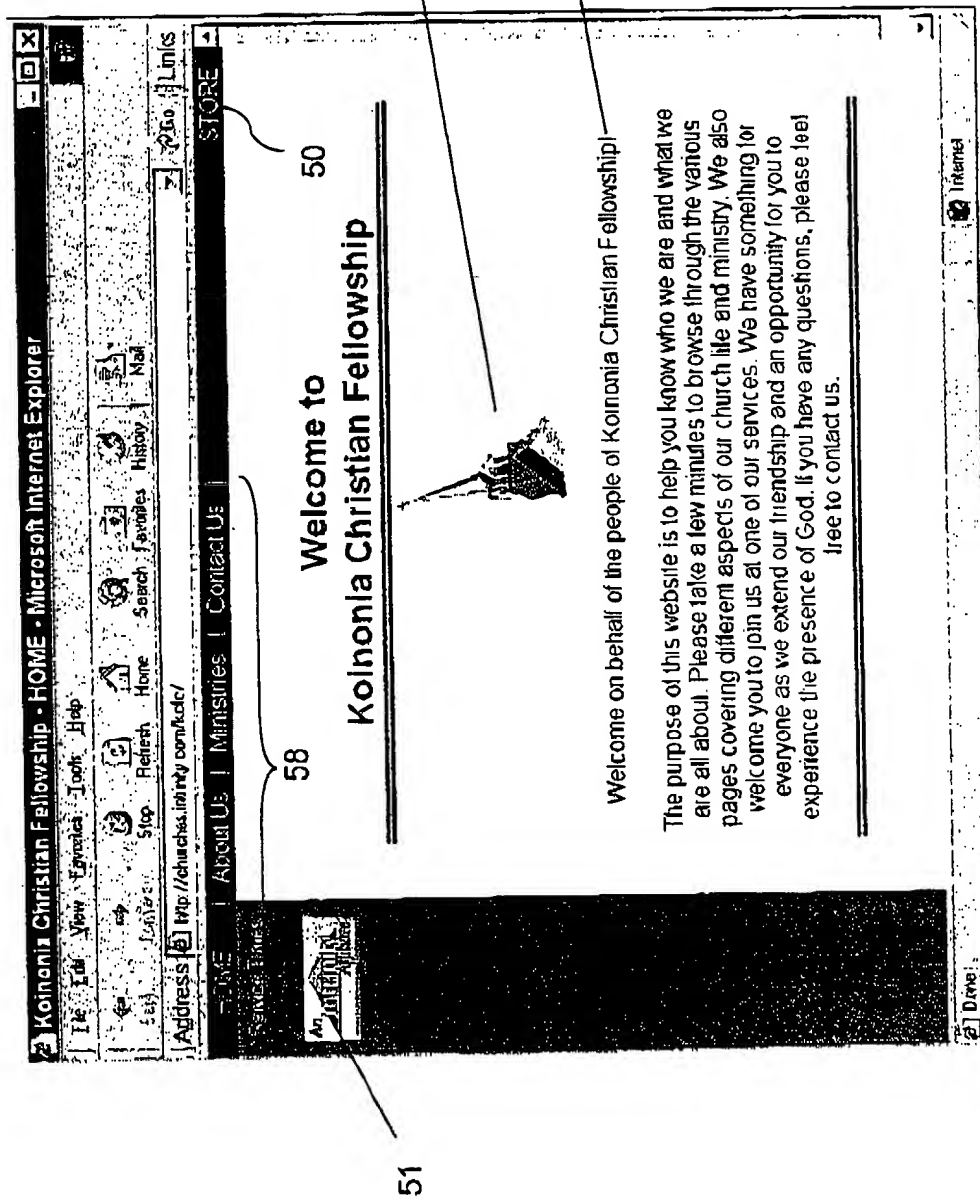 Koinonia Christian Fellowship - HOME - Microsoft Internet Explorer
File Edit View Favorites Tools Help
Stop Refresh Home Search Favorites History Mail
Address Go Links
HOME | About Us | Ministries | Contact Us | STORE
Service Times
An
58
50
51
Welcome to
Koinonia Christian Fellowship
Welcome on behalf of the people of Koinonia Christian Fellowship!
The purpose of this website is to help you know who we are and what we
are all about. Please take a few minutes to browse through the various
pages covering different aspects of our church life and ministry. We also
welcome you to join us at one of our services. We have something for
everyone as we extend our friendship and an opportunity for you to
experience the presence of God. If you have any questions, please feel
free to contact us.
Done
Internet